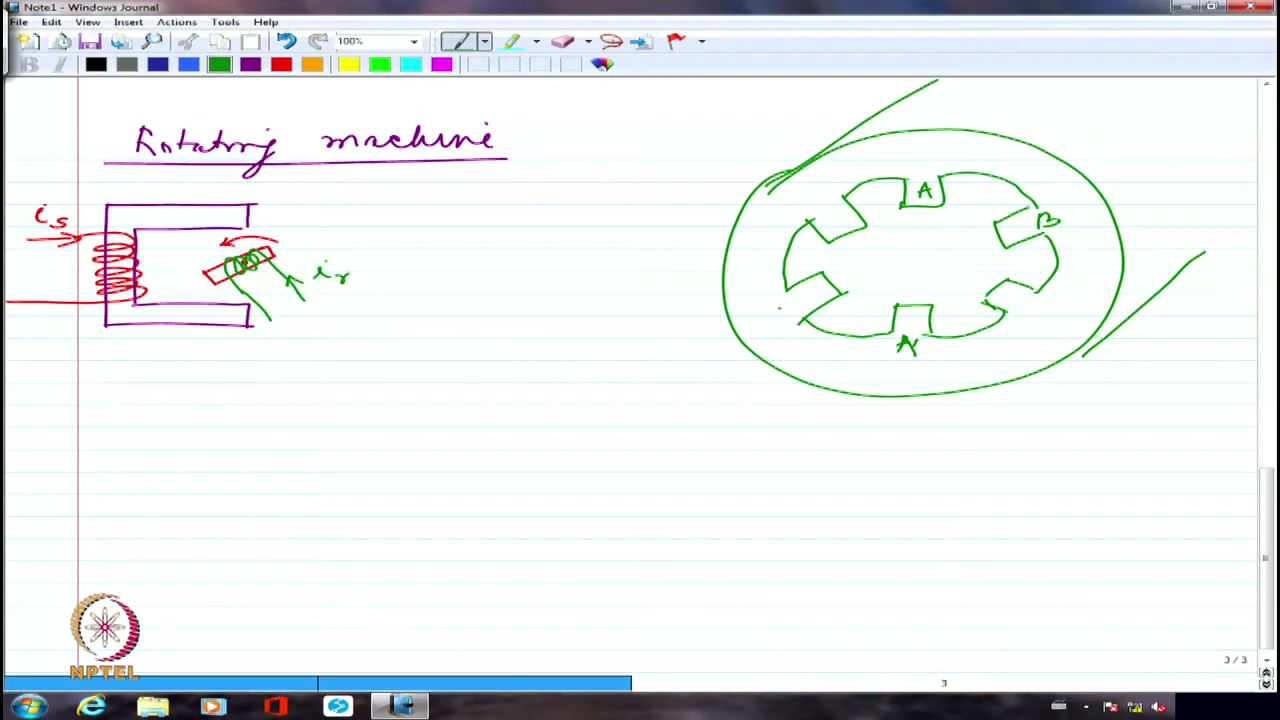 Note1 - Windows Journal
File Edit View Insert Actions Tools Help
100%
B I
Rotating machine
is
ir
A
B
A'
NPTEL
3 / 3
3